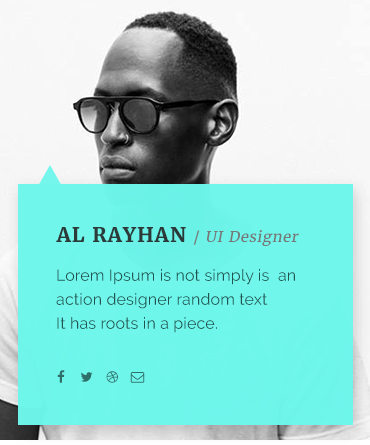 AL RAYHAN / UI Designer
Lorem Ipsum is not simply is an
action designer random text
It has roots in a piece.